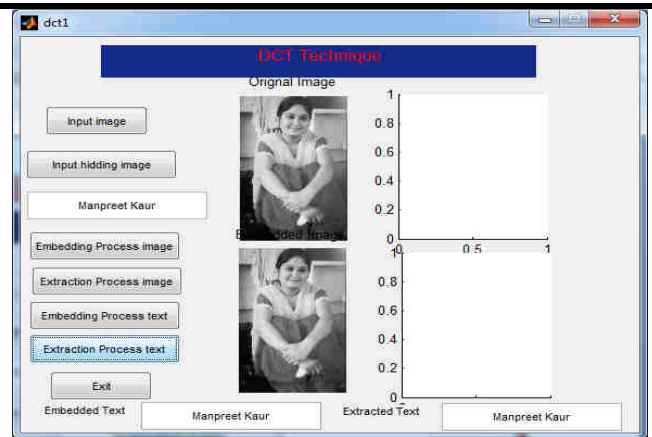 dct1
DCT Technique
Orignal Image
Input image
Input hidding image
Manpreet Kaur
Embedding Process image
Extraction Process image
Embedding Process text
Extraction Process text
Exit
1
0.8
0.6
0.4
0.2
0
0 0.5 1
Image
1
0.8
0.6
0.4
0.2
0
Embedded Text Manpreet Kaur Extracted Text Manpreet Kaur